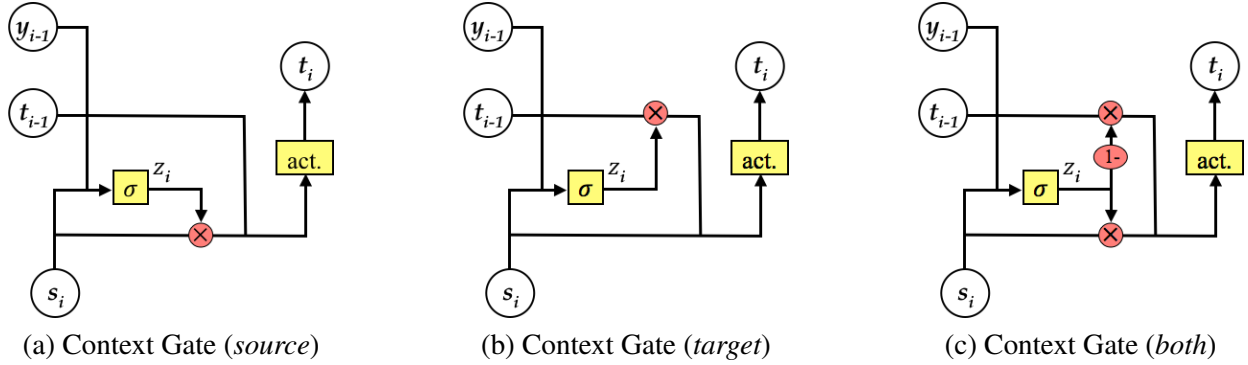 y_{i-1}
t_{i-1}
t_i
act.
z_i
σ
×
s_i
(a) Context Gate (source)
y_{i-1}
t_{i-1}
×
t_i
act.
z_i
σ
s_i
(b) Context Gate (target)
y_{i-1}
t_{i-1}
×
t_i
1-
act.
z_i
σ
×
s_i
(c) Context Gate (both)